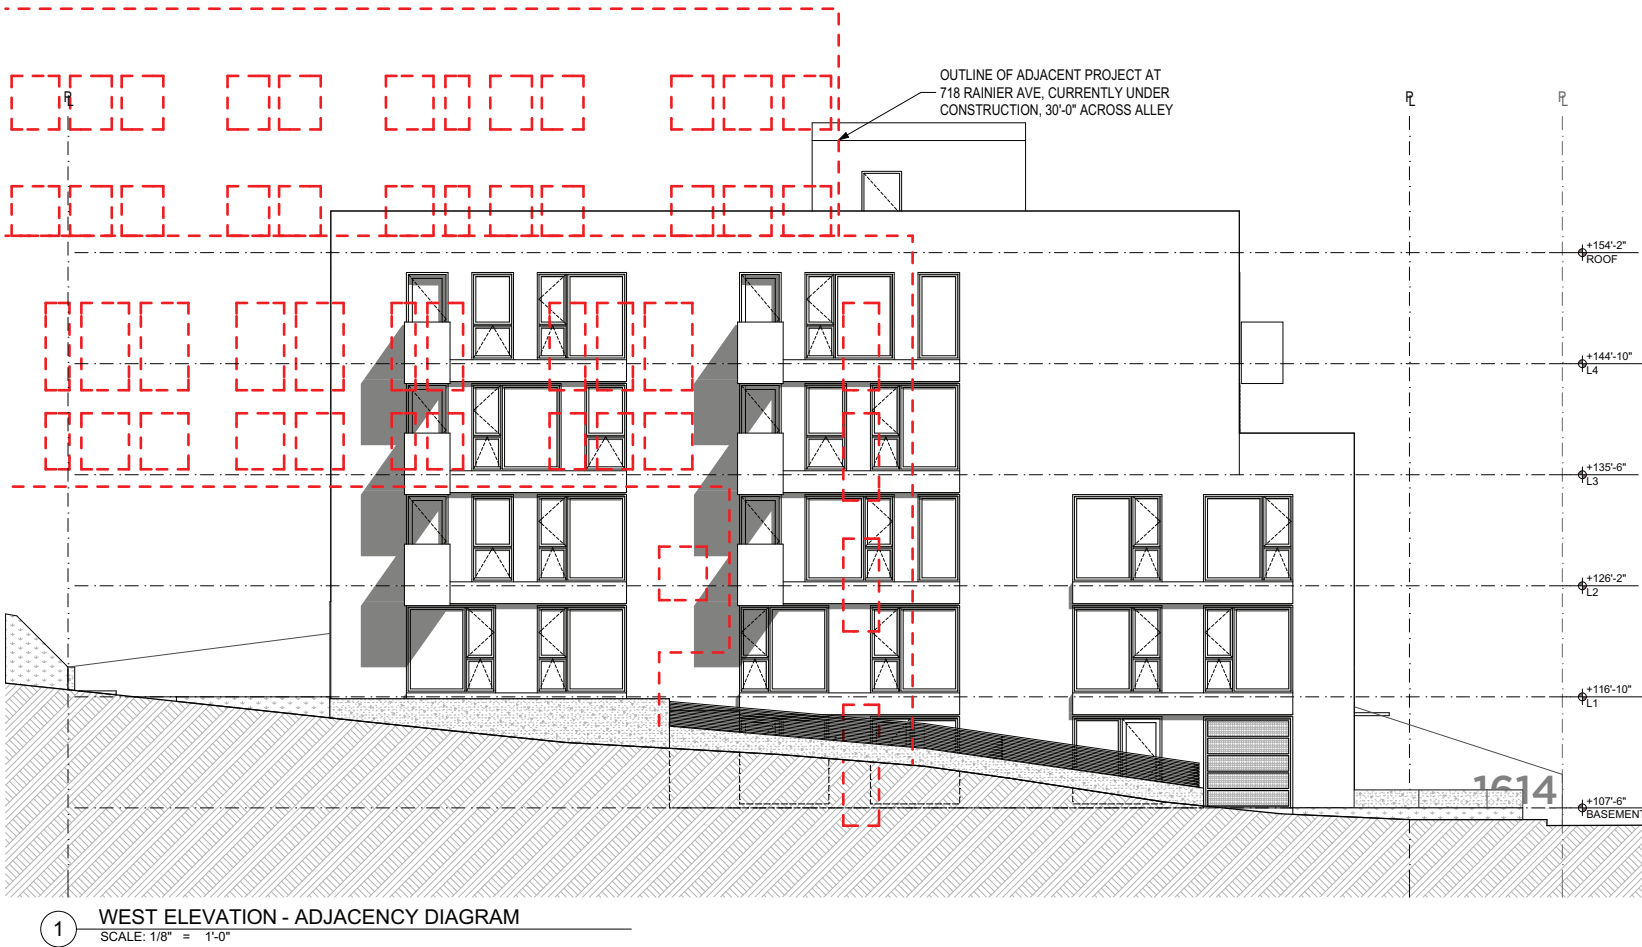 OUTLINE OF ADJACENT PROJECT AT
718 RAINIER AVE, CURRENTLY UNDER
CONSTRUCTION, 30'-0" ACROSS ALLEY
PL
PL
PL
+154'-2"
ROOF
+144'-10"
L4
+135'-6"
L3
+126'-2"
L2
+116'-10"
L1
1614
+107'-6"
BASEMENT
1
WEST ELEVATION - ADJACENCY DIAGRAM
SCALE: 1/8" = 1'-0"